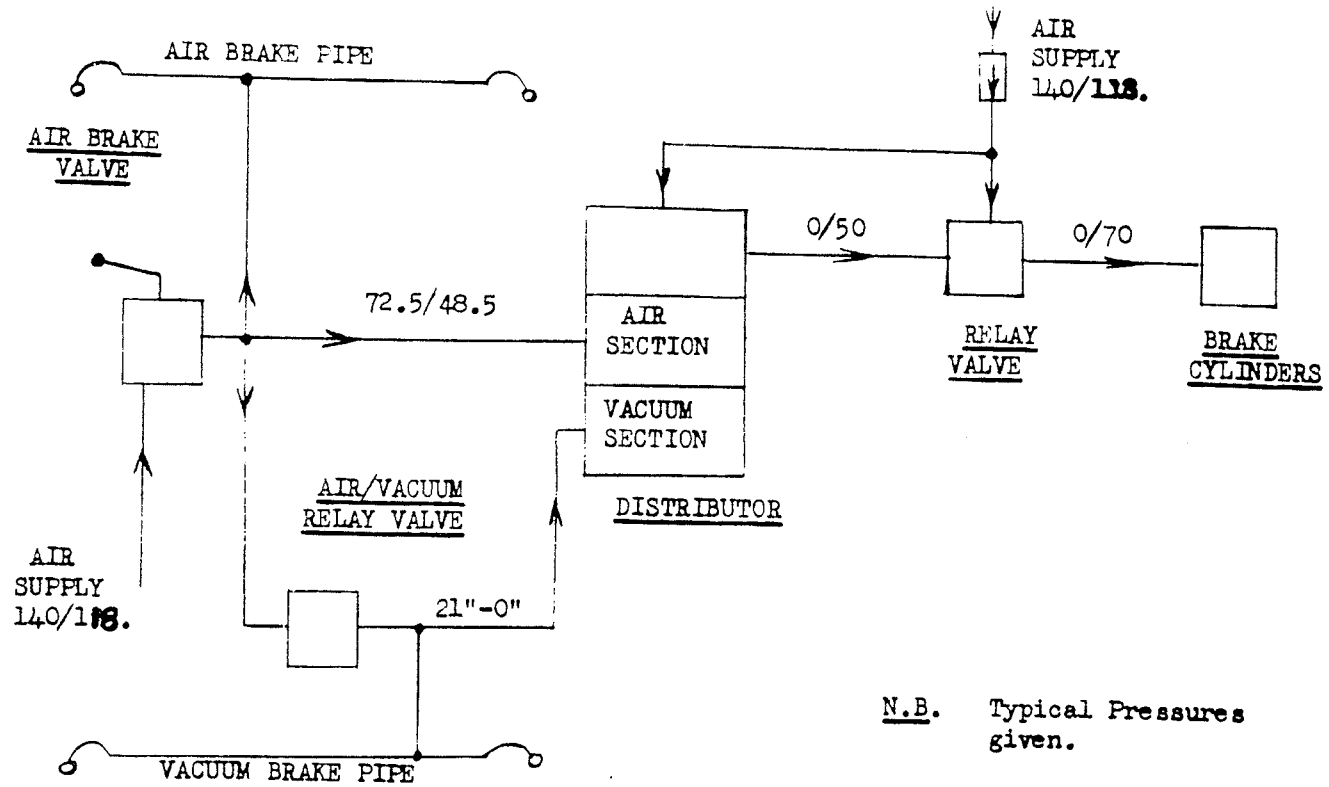 AIR BRAKE PIPE
AIR
SUPPLY
140/118.
AIR BRAKE
VALVE
0/50
0/70
72.5/48.5
AIR
SECTION
RELAY
VALVE
BRAKE
CYLINDERS
VACUUM
SECTION
AIR/VACUUM
RELAY VALVE
DISTRIBUTOR
AIR
SUPPLY
140/118.
21"-0"
N.B. Typical Pressures
given.
VACUUM BRAKE PIPE